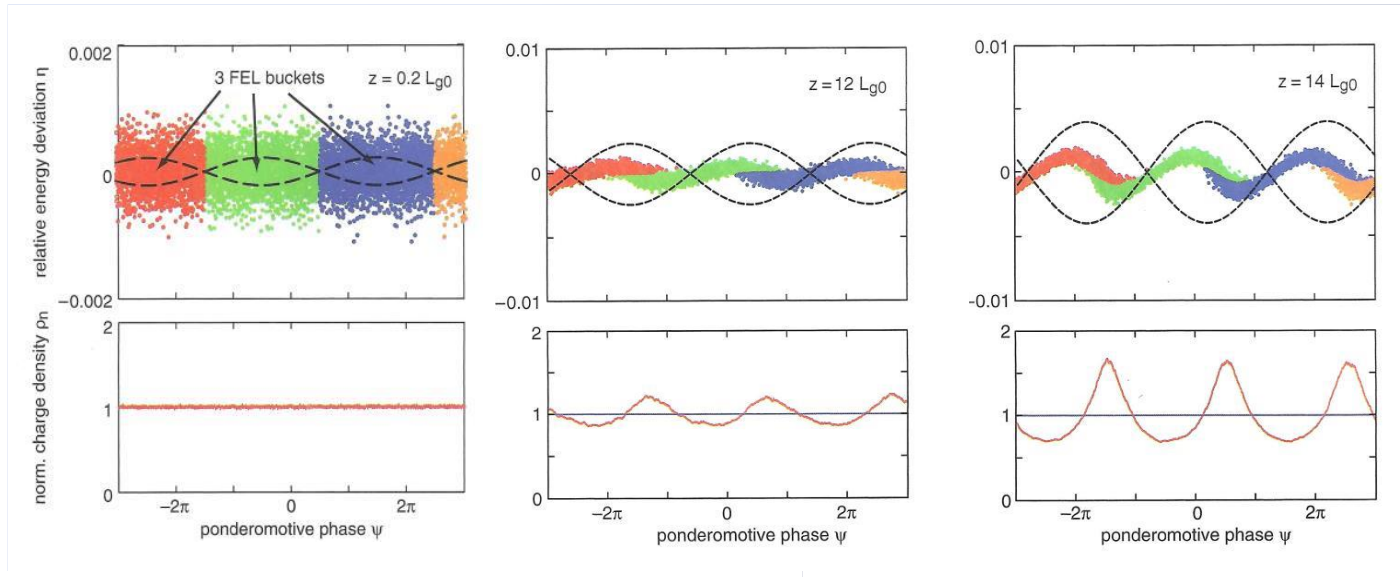 relative energy deviation η
0.002
0
−0.002
3 FEL buckets
z = 0.2 Lg0
0.01
0
-0.01
z = 12 Lg0
0.01
0
-0.01
z = 14 Lg0
norm. charge density ρn
2
1
0
−2π 0 2π
ponderomotive phase ψ
2
1
0
−2π 0 2π
ponderomotive phase ψ
2
1
0
−2π 0 2π
ponderomotive phase ψ